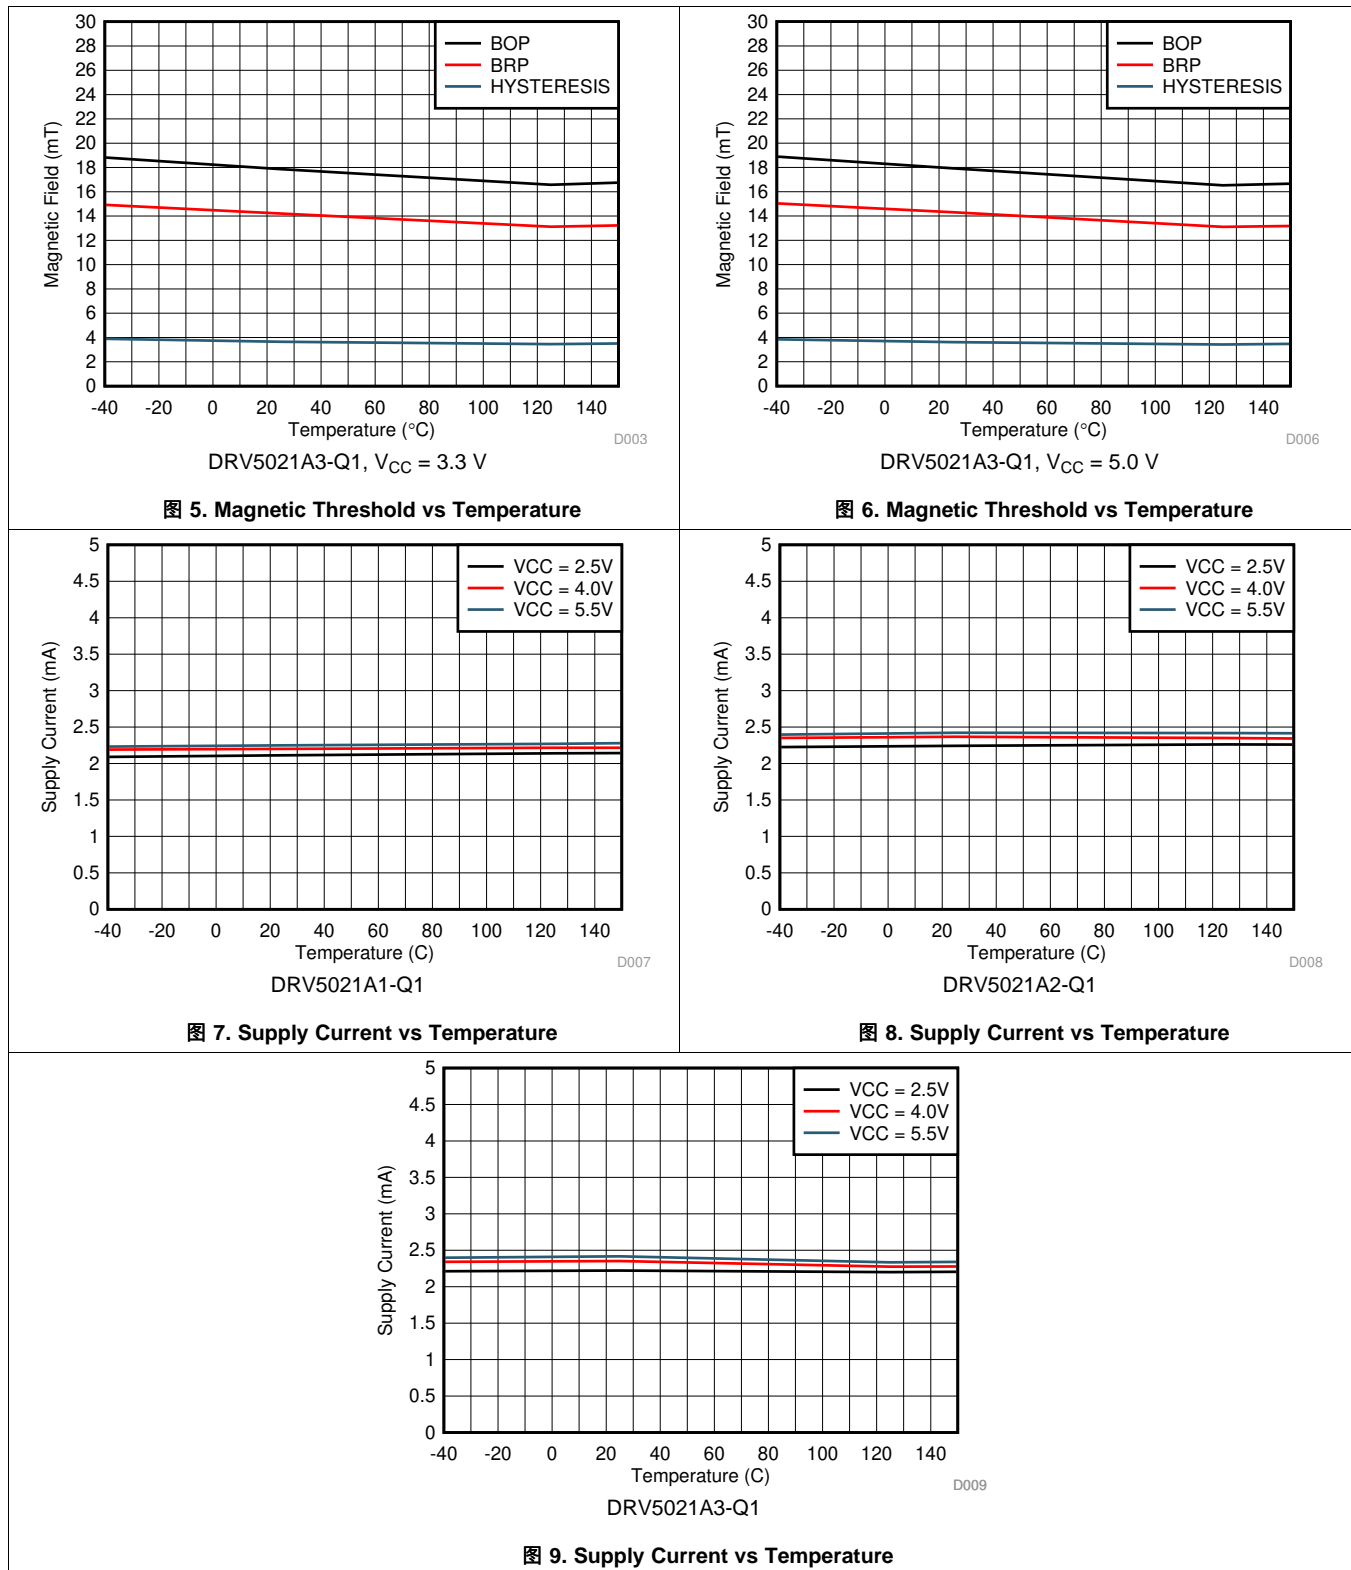 30
28
26
24
22
20
18
16
14
12
10
8
6
4
2
0
Magnetic Field (mT)
BOP
BRP
HYSTERESIS
-40 -20 0 20 40 60 80 100 120 140
Temperature (°C)
D003
DRV5021A3-Q1, VCC = 3.3 V
图 5. Magnetic Threshold vs Temperature
30
28
26
24
22
20
18
16
14
12
10
8
6
4
2
0
Magnetic Field (mT)
BOP
BRP
HYSTERESIS
-40 -20 0 20 40 60 80 100 120 140
Temperature (°C)
D006
DRV5021A3-Q1, VCC = 5.0 V
图 6. Magnetic Threshold vs Temperature
5
4.5
4
3.5
3
2.5
2
1.5
1
0.5
0
Supply Current (mA)
VCC = 2.5V
VCC = 4.0V
VCC = 5.5V
-40 -20 0 20 40 60 80 100 120 140
Temperature (C)
D007
DRV5021A1-Q1
图 7. Supply Current vs Temperature
5
4.5
4
3.5
3
2.5
2
1.5
1
0.5
0
Supply Current (mA)
VCC = 2.5V
VCC = 4.0V
VCC = 5.5V
-40 -20 0 20 40 60 80 100 120 140
Temperature (C)
D008
DRV5021A2-Q1
图 8. Supply Current vs Temperature
5
4.5
4
3.5
3
2.5
2
1.5
1
0.5
0
Supply Current (mA)
VCC = 2.5V
VCC = 4.0V
VCC = 5.5V
-40 -20 0 20 40 60 80 100 120 140
Temperature (C)
D009
DRV5021A3-Q1
图 9. Supply Current vs Temperature